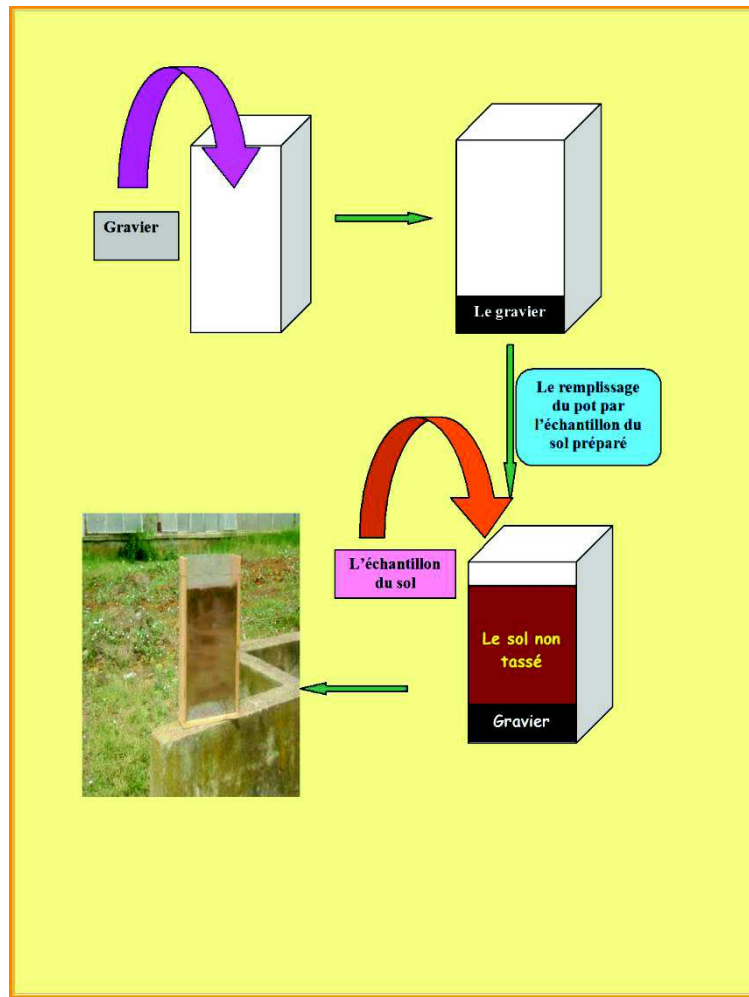 Gravier
Le gravier
Le remplissage
du pot par
l'échantillon du
sol préparé
L'échantillon
du sol
Le sol non
tassé
Gravier